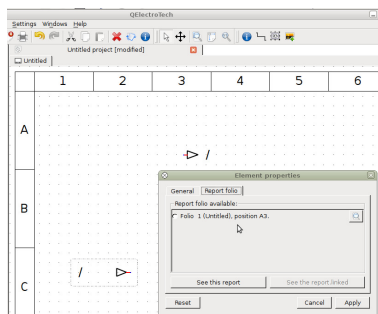 QElectroTech
Settings Windows Help
Untitled project [modified]
Untitled
1 2 3 4 5 6
A
/
Element properties
General Report folio
Report folio available:
B
Folio 1 (Untitled), position A3.
/
See this report See the report linked
C
Reset Cancel Apply